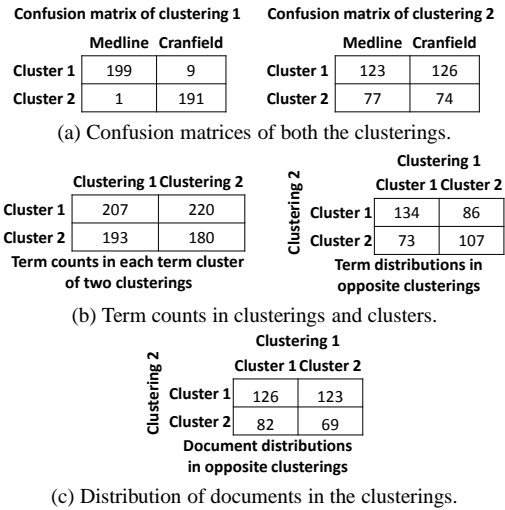 Confusion matrix of clustering 1 Confusion matrix of clustering 2
Medline Cranfield Medline Cranfield
Cluster 1 199 9 Cluster 1 123 126
Cluster 2 1 191 Cluster 2 77 74
(a) Confusion matrices of both the clusterings.
Clustering 1
Clustering 1 Clustering 2 Clustering 2 Cluster 1 Cluster 2
Cluster 1 207 220 Cluster 1 134 86
Cluster 2 193 180 Cluster 2 73 107
Term counts in each term cluster Term distributions in
of two clusterings opposite clusterings
(b) Term counts in clusterings and clusters.
Clustering 1
Clustering 2 Cluster 1 Cluster 2
Cluster 1 126 123
Cluster 2 82 69
Document distributions
in opposite clusterings
(c) Distribution of documents in the clusterings.